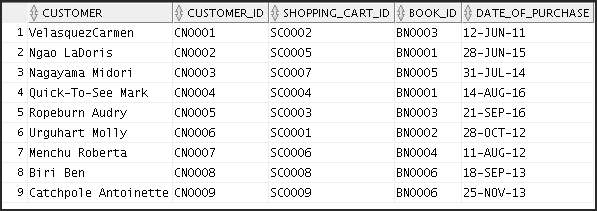 CUSTOMER CUSTOMER_ID SHOPPING_CART_ID BOOK_ID DATE_OF_PURCHASE
1 VelasquezCarmen CN0001 SC0002 BN0003 12-JUN-11
2 Ngao LaDoris CN0002 SC0005 BN0001 28-JUN-15
3 Nagayama Midori CN0003 SC0007 BN0005 31-JUL-14
4 Quick-To-See Mark CN0004 SC0004 BN0001 14-AUG-16
5 Ropeburn Audry CN0005 SC0003 BN0003 21-SEP-16
6 Urguhart Molly CN0006 SC0001 BN0002 28-OCT-12
7 Menchu Roberta CN0007 SC0006 BN0004 11-AUG-12
8 Biri Ben CN0008 SC0008 BN0006 18-SEP-13
9 Catchpole Antoinette CN0009 SC0009 BN0006 25-NOV-13